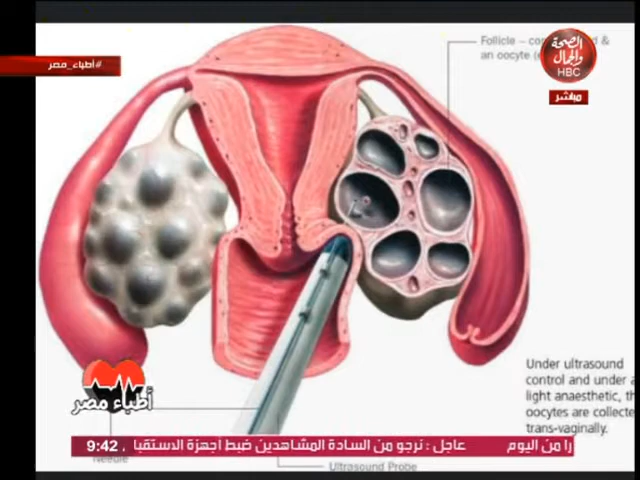 Follicle –
an oocyte
الصحة
والجمال
HBC
#أطباء_مصر
مباشر
Under ultrasound
control and under a
light anaesthetic, th
oocytes are collecte
trans-vaginally.
أطباء مصر
را من اليوم عاجل : نرجو من السادة المشاهدين ضبط أجهزة الاستقبا
9:42
Needle
Ultrasound Probe